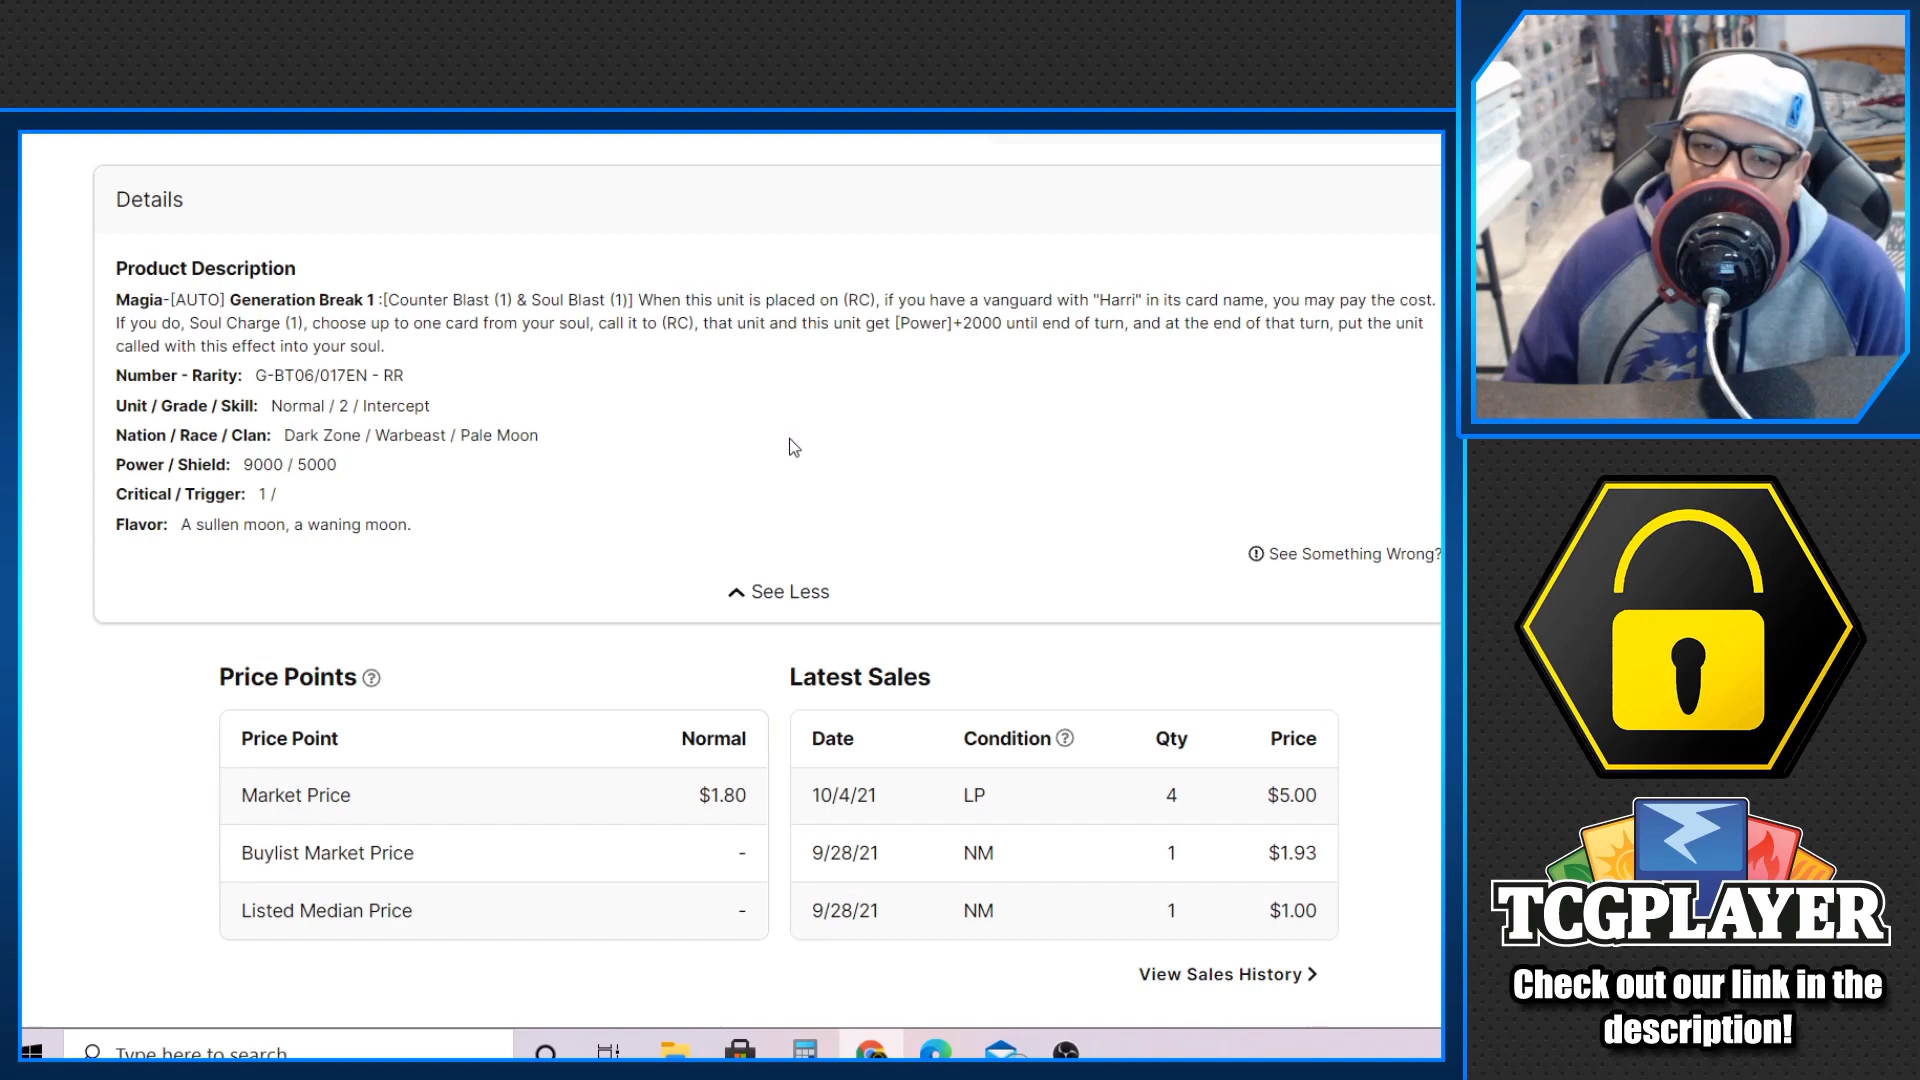 Details
Product Description
Magia-[AUTO] Generation Break 1 :[Counter Blast (1) & Soul Blast (1)] When this unit is placed on (RC), if you have a vanguard with "Harri" in its card name, you may pay the cost.
If you do, Soul Charge (1), choose up to one card from your soul, call it to (RC), that unit and this unit get [Power]+2000 until end of turn, and at the end of that turn, put the unit
called with this effect into your soul.
Number - Rarity: G-BT06/017EN - RR
Unit / Grade / Skill: Normal / 2 / Intercept
Nation / Race / Clan: Dark Zone / Warbeast / Pale Moon
Power / Shield: 9000 / 5000
Critical / Trigger: 1 /
Flavor: A sullen moon, a waning moon.
See Something Wrong?
See Less
Price Points
Price Point Normal
Market Price $1.80
Buylist Market Price -
Listed Median Price -
Latest Sales
Date Condition Qty Price
10/4/21 LP 4 $5.00
9/28/21 NM 1 $1.93
9/28/21 NM 1 $1.00
View Sales History
Type here to search
TCGPLAYER
Check out our link in the
description!